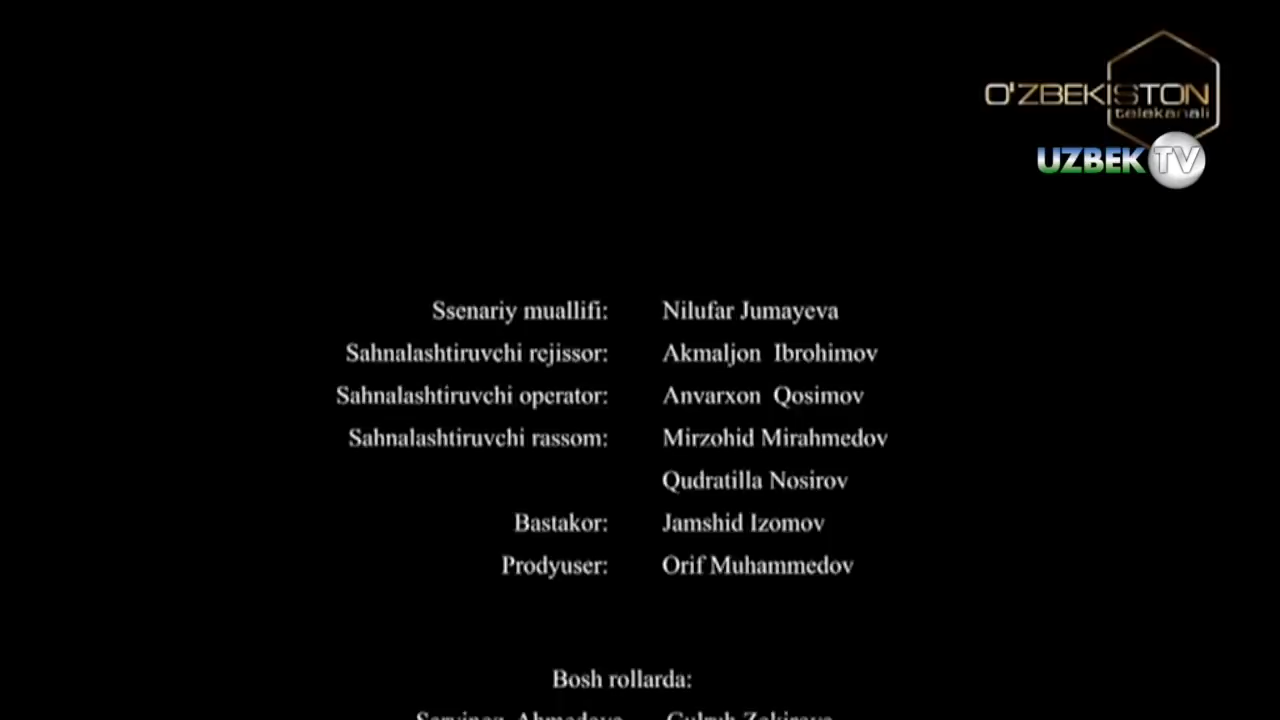 O'ZBEKISTON
telekanali
UZBEK TV
Ssenariy muallifi: Nilufar Jumayeva
Sahnalashtiruvchi rejissor: Akmaljon Ibrohimov
Sahnalashtiruvchi operator: Anvarxon Qosimov
Sahnalashtiruvchi rassom: Mirzohid Mirahmedov
Qudratilla Nosirov
Bastakor: Jamshid Izomov
Prodyuser: Orif Muhammedov
Bosh rollarda: